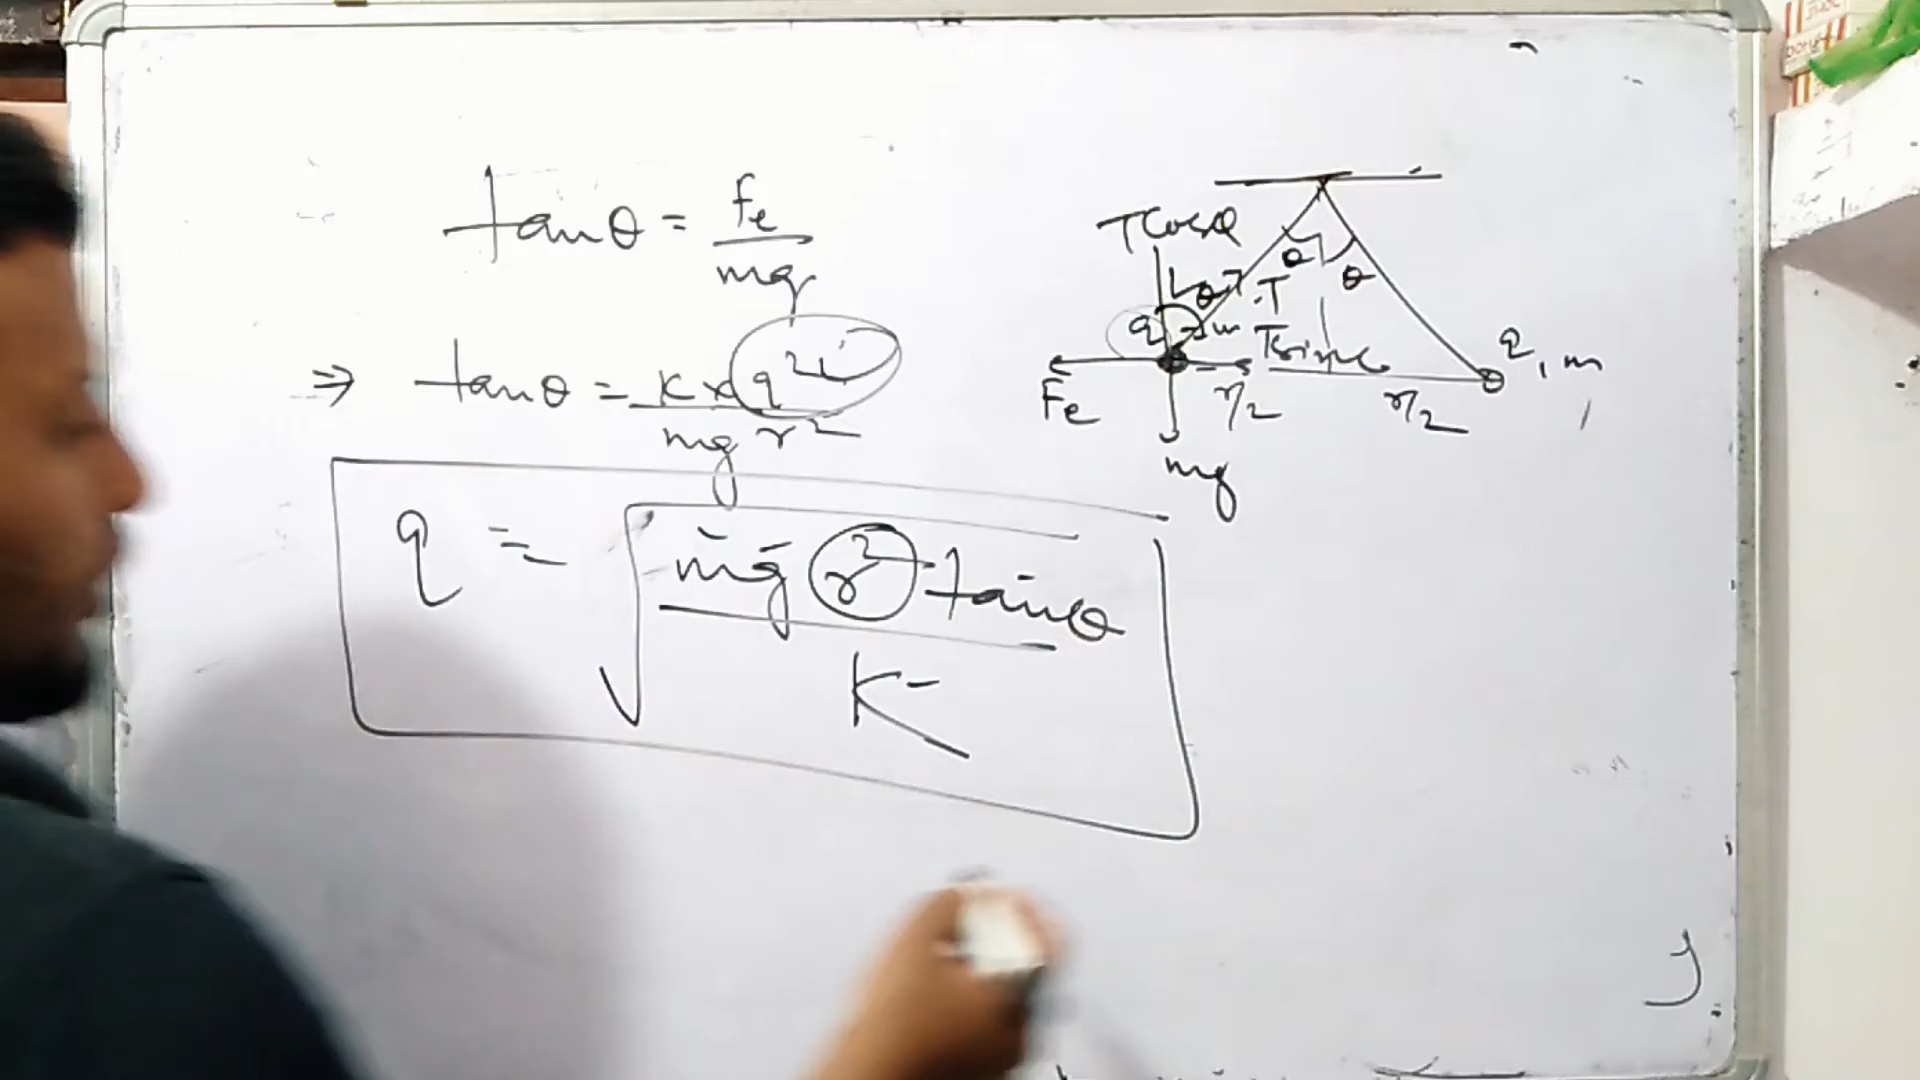 tanθ = Fe/mg
⇒ tanθ = K×q²/mg r²
q = √(mg r² tanθ/K)
Tcosθ
θ θ
θ T
q, m Tsinθ
q, m
Fe r/2 r/2
mg